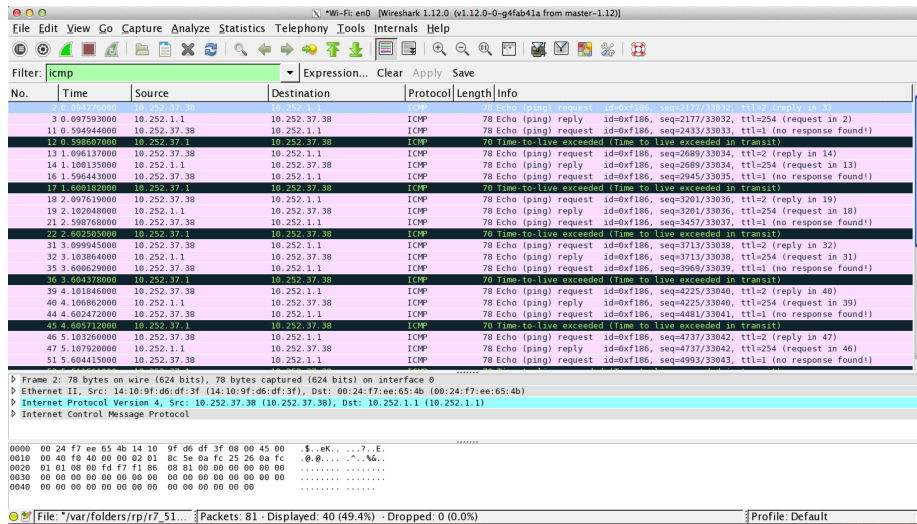 *Wi-Fi: en0 [Wireshark 1.12.0 (v1.12.0-0-g4fab41a from master-1.12)]
File Edit View Go Capture Analyze Statistics Telephony Tools Internals Help
Filter: icmp Expression... Clear Apply Save
No. Time Source Destination Protocol Length Info
2 0.094776000 10.252.37.38 10.252.1.1 ICMP 78 Echo (ping) request id=0xf186, seq=2177/33032, ttl=2 (reply in 3)
3 0.097593000 10.252.1.1 10.252.37.38 ICMP 78 Echo (ping) reply id=0xf186, seq=2177/33032, ttl=254 (request in 2)
11 0.594944000 10.252.37.38 10.252.1.1 ICMP 78 Echo (ping) request id=0xf186, seq=2433/33033, ttl=1 (no response found!)
12 0.598607000 10.252.37.1 10.252.37.38 ICMP 70 Time-to-live exceeded (Time to live exceeded in transit)
13 1.096137000 10.252.37.38 10.252.1.1 ICMP 78 Echo (ping) request id=0xf186, seq=2689/33034, ttl=2 (reply in 14)
14 1.100135000 10.252.1.1 10.252.37.38 ICMP 78 Echo (ping) reply id=0xf186, seq=2689/33034, ttl=254 (request in 13)
16 1.596443000 10.252.37.38 10.252.1.1 ICMP 78 Echo (ping) request id=0xf186, seq=2945/33035, ttl=1 (no response found!)
17 1.600182000 10.252.37.1 10.252.37.38 ICMP 70 Time-to-live exceeded (Time to live exceeded in transit)
18 2.097619000 10.252.37.38 10.252.1.1 ICMP 78 Echo (ping) request id=0xf186, seq=3201/33036, ttl=2 (reply in 19)
19 2.102048000 10.252.1.1 10.252.37.38 ICMP 78 Echo (ping) reply id=0xf186, seq=3201/33036, ttl=254 (request in 18)
21 2.598768000 10.252.37.38 10.252.1.1 ICMP 78 Echo (ping) request id=0xf186, seq=3457/33037, ttl=1 (no response found!)
22 2.602505000 10.252.37.1 10.252.37.38 ICMP 70 Time-to-live exceeded (Time to live exceeded in transit)
31 3.099945000 10.252.37.38 10.252.1.1 ICMP 78 Echo (ping) request id=0xf186, seq=3713/33038, ttl=2 (reply in 32)
32 3.103864000 10.252.1.1 10.252.37.38 ICMP 78 Echo (ping) reply id=0xf186, seq=3713/33038, ttl=254 (request in 31)
35 3.600629000 10.252.37.38 10.252.1.1 ICMP 78 Echo (ping) request id=0xf186, seq=3969/33039, ttl=1 (no response found!)
36 3.604378000 10.252.37.1 10.252.37.38 ICMP 70 Time-to-live exceeded (Time to live exceeded in transit)
39 4.101846000 10.252.37.38 10.252.1.1 ICMP 78 Echo (ping) request id=0xf186, seq=4225/33040, ttl=2 (reply in 40)
40 4.106862000 10.252.1.1 10.252.37.38 ICMP 78 Echo (ping) reply id=0xf186, seq=4225/33040, ttl=254 (request in 39)
44 4.602472000 10.252.37.38 10.252.1.1 ICMP 78 Echo (ping) request id=0xf186, seq=4481/33041, ttl=1 (no response found!)
45 4.605712000 10.252.37.1 10.252.37.38 ICMP 70 Time-to-live exceeded (Time to live exceeded in transit)
46 5.103260000 10.252.37.38 10.252.1.1 ICMP 78 Echo (ping) request id=0xf186, seq=4737/33042, ttl=2 (reply in 47)
47 5.107920000 10.252.1.1 10.252.37.38 ICMP 78 Echo (ping) reply id=0xf186, seq=4737/33042, ttl=254 (request in 46)
51 5.604415000 10.252.37.38 10.252.1.1 ICMP 78 Echo (ping) request id=0xf186, seq=4993/33043, ttl=1 (no response found!)
Frame 2: 78 bytes on wire (624 bits), 78 bytes captured (624 bits) on interface 0
Ethernet II, Src: 14:10:9f:d6:df:3f (14:10:9f:d6:df:3f), Dst: 00:24:f7:ee:65:4b (00:24:f7:ee:65:4b)
Internet Protocol Version 4, Src: 10.252.37.38 (10.252.37.38), Dst: 10.252.1.1 (10.252.1.1)
Internet Control Message Protocol
0000 00 24 f7 ee 65 4b 14 10 9f d6 df 3f 08 00 45 00 .$..eK.. ...?..E.
0010 00 40 f0 40 00 00 02 01 8c 5e 0a fc 25 26 0a fc .@.@.... .^..%&..
0020 01 01 08 00 fd f7 f1 86 08 81 00 00 00 00 00 00 ........ ........
0030 00 00 00 00 00 00 00 00 00 00 00 00 00 00 00 00 ........ ........
0040 00 00 00 00 00 00 00 00 00 00 00 00 00 00 ........ ......
File: "/var/folders/rp/r7_51... Packets: 81 · Displayed: 40 (49.4%) · Dropped: 0 (0.0%) Profile: Default